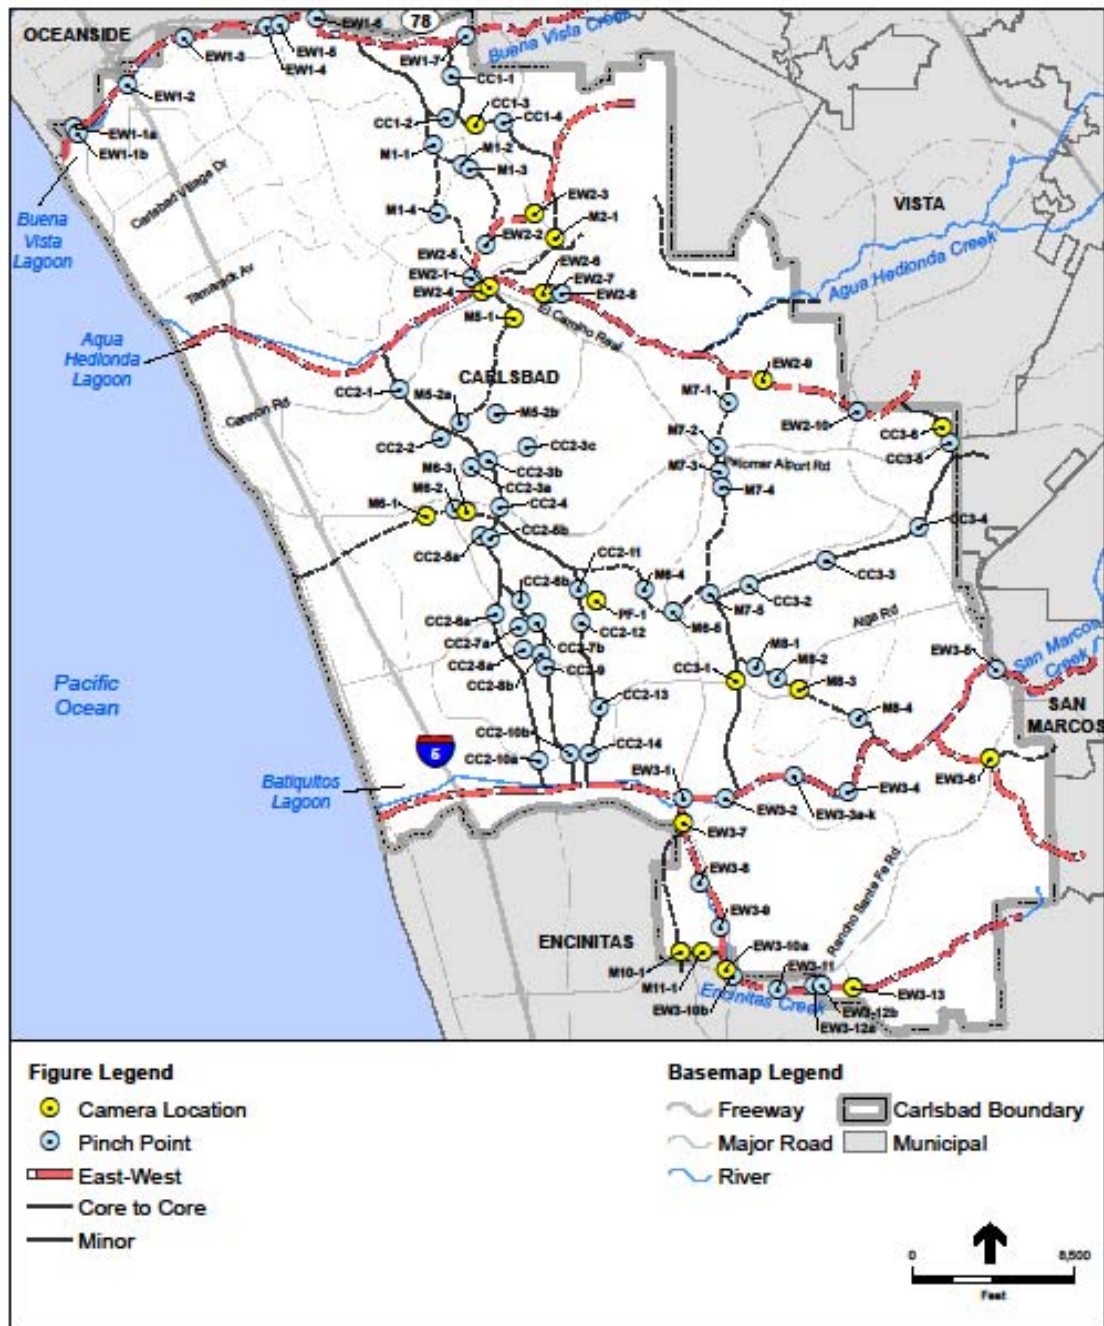 OCEANSIDE
78
Buena Vista Creek
EW1-6
EW1-3
EW1-5
EW1-4
EW1-7
CC1-1
EW1-2
CC1-3
CC1-2
CC1-4
EW1-1a
EW1-1b
M1-1
M1-2
M1-3
Carlsbad Village Dr
VISTA
Buena
Vista
Lagoon
M1-4
EW2-3
EW2-2
M2-1
Agua Hedionda Creek
EW2-5
EW2-6
EW2-1
EW2-7
EW2-4
EW2-8
Tamarack Av
M5-1
El Camino Real
Aqua
Hedionda
Lagoon
CARLSBAD
EW2-9
CC2-1
M5-2a
M7-1
M5-2b
Cannon Rd
EW2-10
CC3-6
CC2-2
M7-2
CC3-5
CC2-3c
M6-3
CC2-3b
M7-3
Palomar Airport Rd
M6-2
CC2-3a
M6-1
CC2-4
M7-4
CC3-4
CC2-5b
CC2-5a
CC2-11
CC3-3
CC2-6b
M6-4
CC3-2
PF-1
M7-5
CC2-6a
CC2-12
M6-5
Alga Rd
CC2-7a
CC2-7b
M8-1
CC2-8a
CC2-9
M8-2
EW3-5
San Marcos
Creek
CC2-8b
CC3-1
M8-3
Pacific
Ocean
CC2-13
M8-4
SAN
MARCOS
CC2-10b
CC2-14
5
CC2-10a
EW3-1
EW3-6
Batiquitos
Lagoon
EW3-2
EW3-4
EW3-3a-k
EW3-7
EW3-8
Rancho Santa Fe Rd
EW3-9
ENCINITAS
EW3-10a
M10-1
EW3-11
M11-1
EW3-13
EW3-10b
Encinitas Creek
EW3-12b
EW3-12a
Figure Legend
Camera Location
Pinch Point
East-West
Core to Core
Minor
Basemap Legend
Freeway
Carlsbad Boundary
Major Road
Municipal
River
0
8,500
Feet